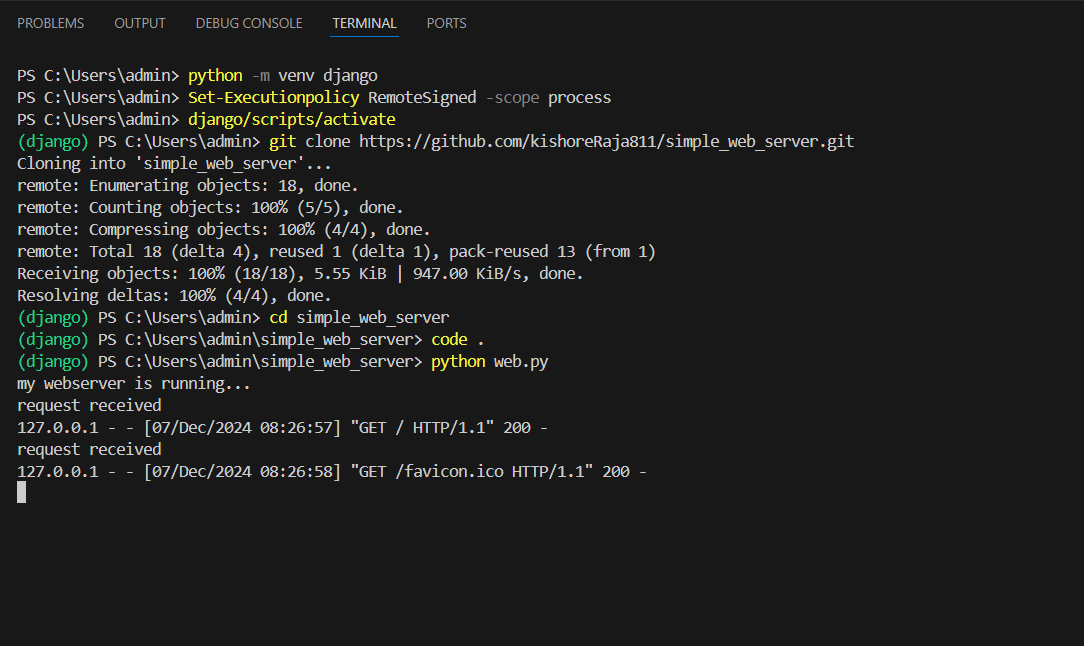 PROBLEMS OUTPUT DEBUG CONSOLE TERMINAL PORTS
PS C:\Users\admin> python -m venv django
PS C:\Users\admin> Set-Executionpolicy RemoteSigned -scope process
PS C:\Users\admin> django/scripts/activate
(django) PS C:\Users\admin> git clone https://github.com/kishoreRaja811/simple_web_server.git
Cloning into 'simple_web_server'...
remote: Enumerating objects: 18, done.
remote: Counting objects: 100% (5/5), done.
remote: Compressing objects: 100% (4/4), done.
remote: Total 18 (delta 4), reused 1 (delta 1), pack-reused 13 (from 1)
Receiving objects: 100% (18/18), 5.55 KiB | 947.00 KiB/s, done.
Resolving deltas: 100% (4/4), done.
(django) PS C:\Users\admin> cd simple_web_server
(django) PS C:\Users\admin\simple_web_server> code .
(django) PS C:\Users\admin\simple_web_server> python web.py
my webserver is running...
request received
127.0.0.1 - - [07/Dec/2024 08:26:57] "GET / HTTP/1.1" 200 -
request received
127.0.0.1 - - [07/Dec/2024 08:26:58] "GET /favicon.ico HTTP/1.1" 200 -